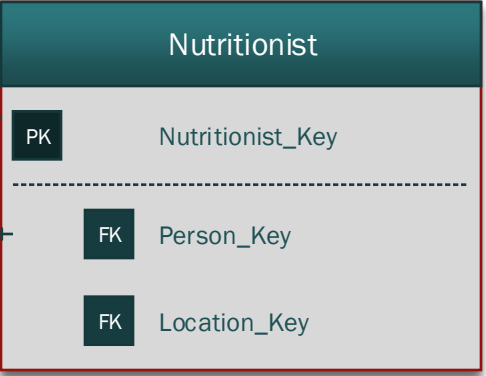 Nutritionist
PK Nutritionist_Key
FK Person_Key
FK Location_Key